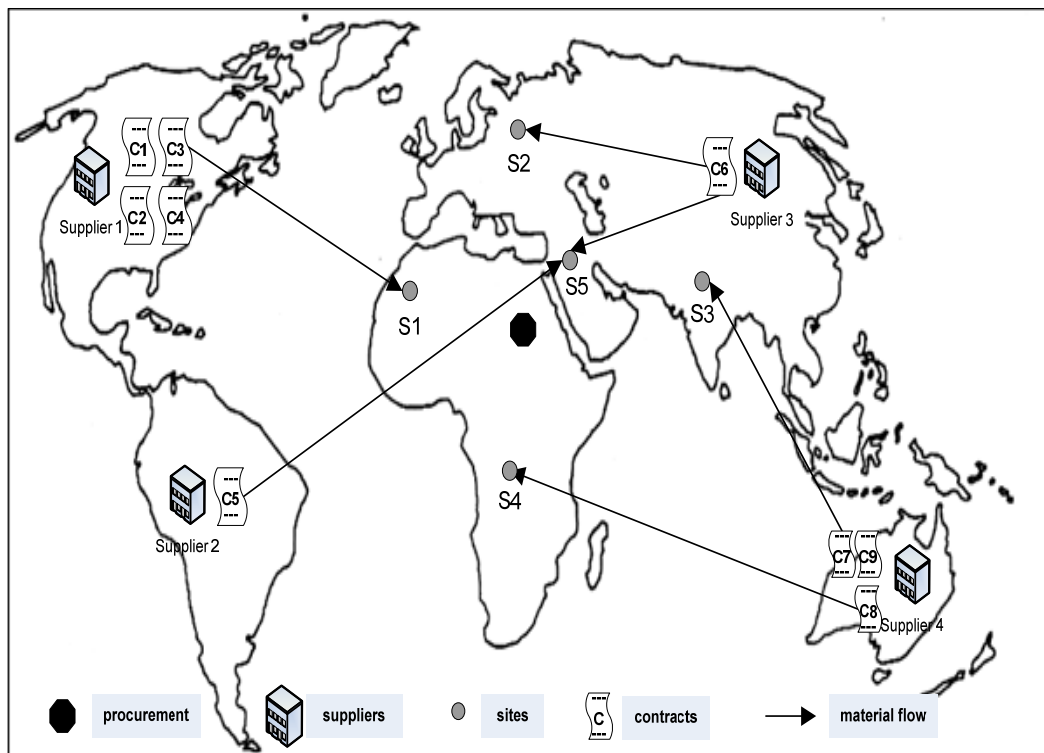 C1
C3
Supplier 1
C2
C4
S1
S2
C6
Supplier 3
S5
S3
C5
Supplier 2
S4
C7
C9
C8
Supplier 4
procurement
suppliers
sites
C
contracts
material flow